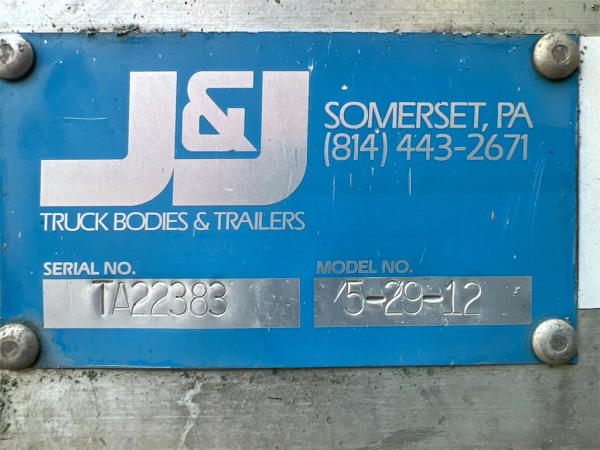 J&J
SOMERSET, PA
(814) 443-2671
TRUCK BODIES & TRAILERS
SERIAL NO.
MODEL NO.
TA22383
5-29-12